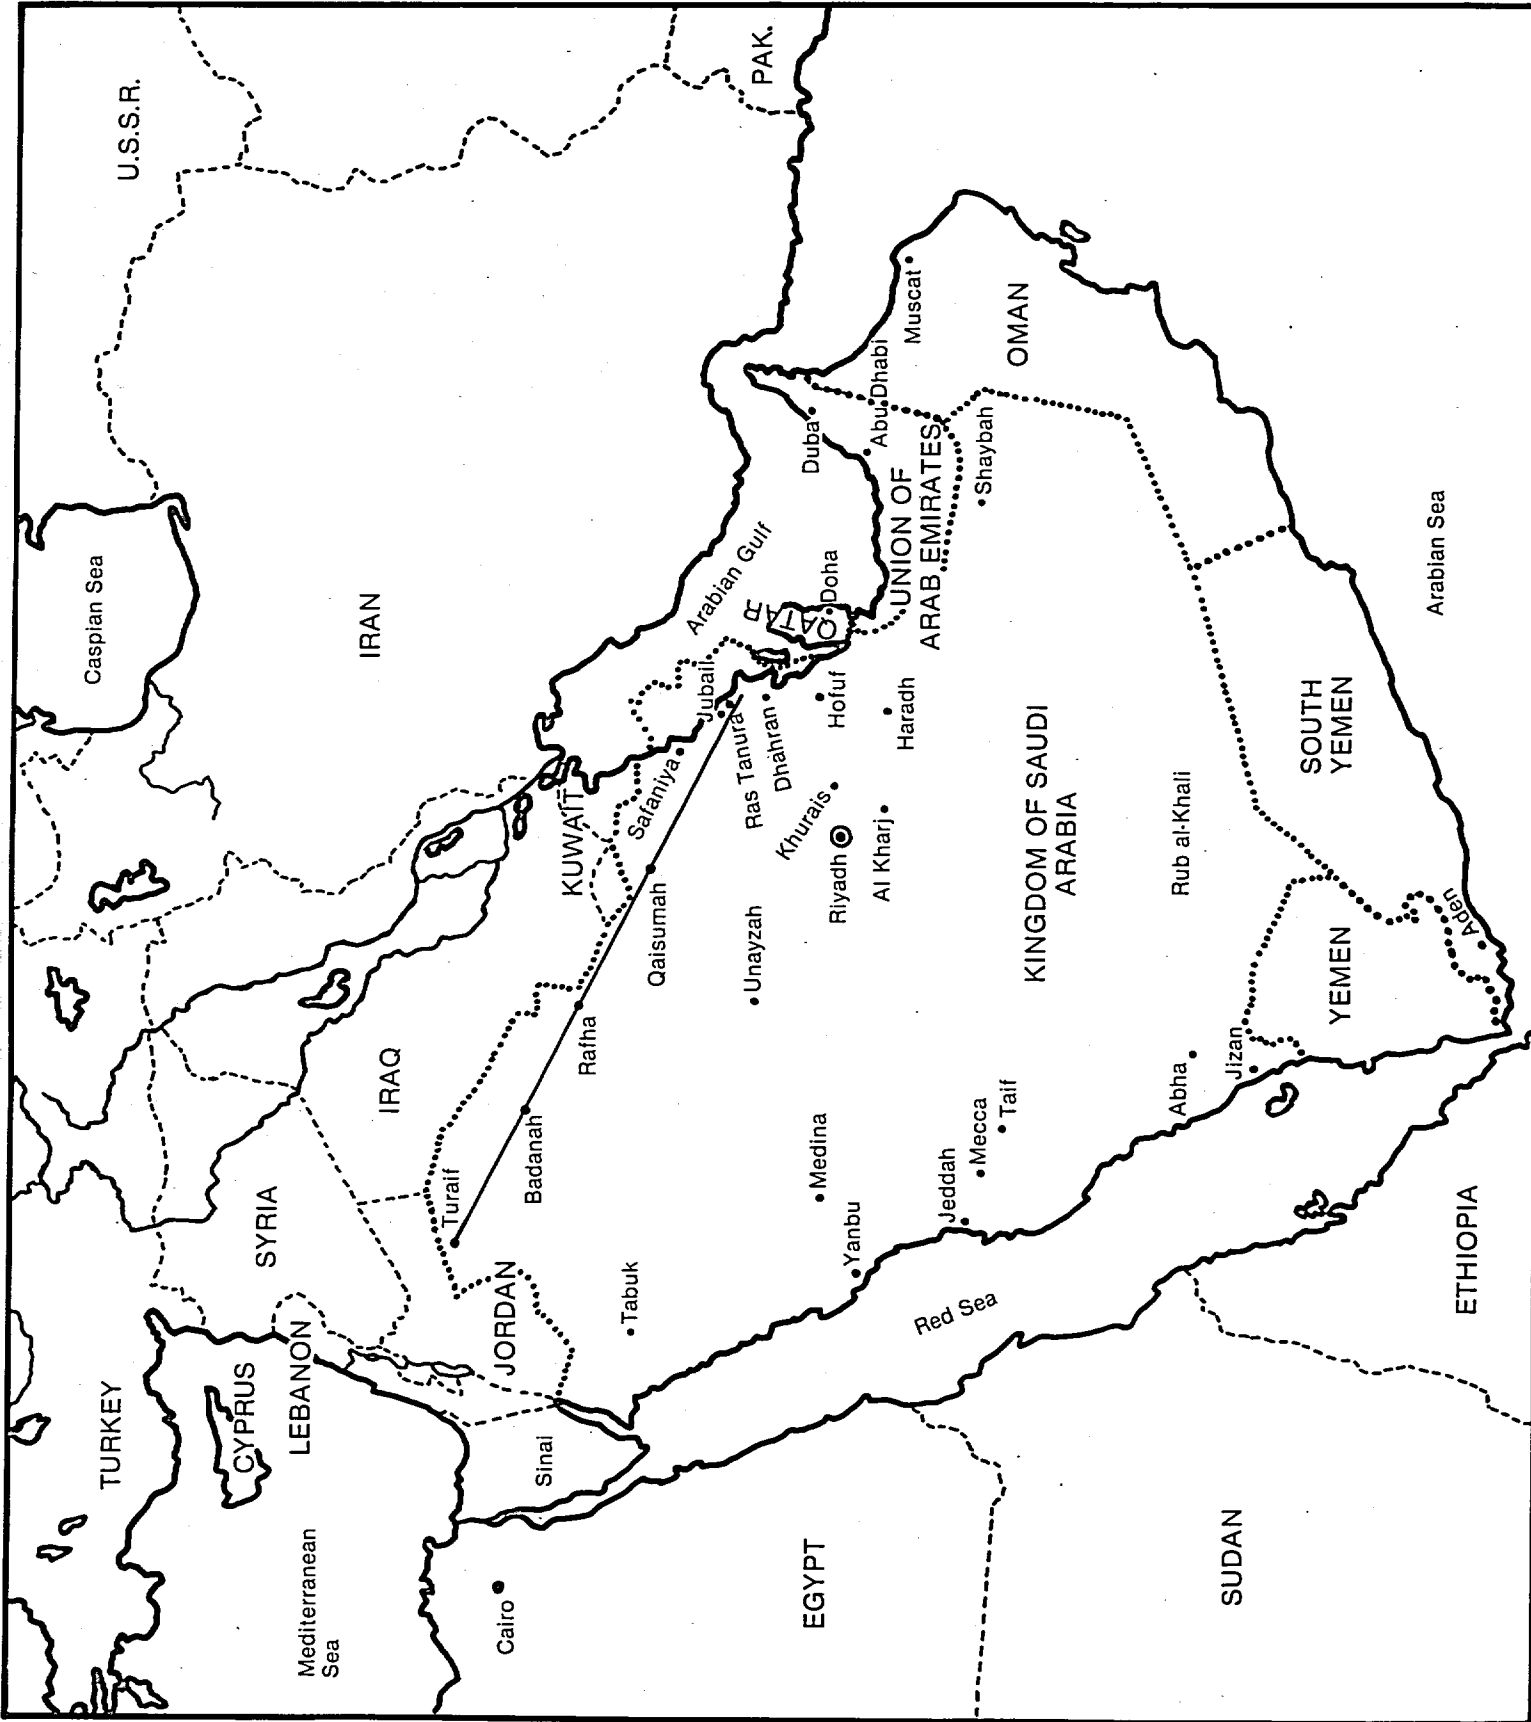 TURKEY
U.S.S.R.
Caspian Sea
CYPRUS
SYRIA
LEBANON
Mediterranean
Sea
IRAQ
IRAN
JORDAN
Turaif
Badanah
Rafha
Qaisumah
KUWAIT
Safaniya
Cairo
Sinai
Tabuk
Jubail
Ras Tanura
Dhahran
Arabian Gulf
QATAR
Doha
PAK.
EGYPT
Medina
Unayzah
Khurais
Riyadh
Hofuf
Duba
Abu Dhabi
Muscat
Yanbu
Al Kharj
Haradh
UNION OF
ARAB EMIRATES
Red Sea
Jeddah
Mecca
Taif
Shaybah
OMAN
KINGDOM OF SAUDI
ARABIA
Abha
Jizan
Rub al-Khali
SUDAN
YEMEN
SOUTH
YEMEN
Aden
ETHIOPIA
Arabian Sea